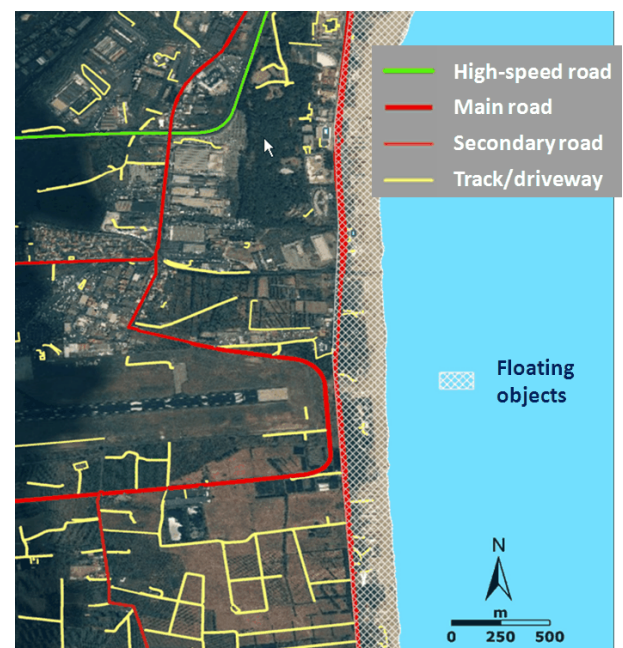 High-speed road
Main road
Secondary road
Track/driveway
Floating
objects
N
m
0 250 500